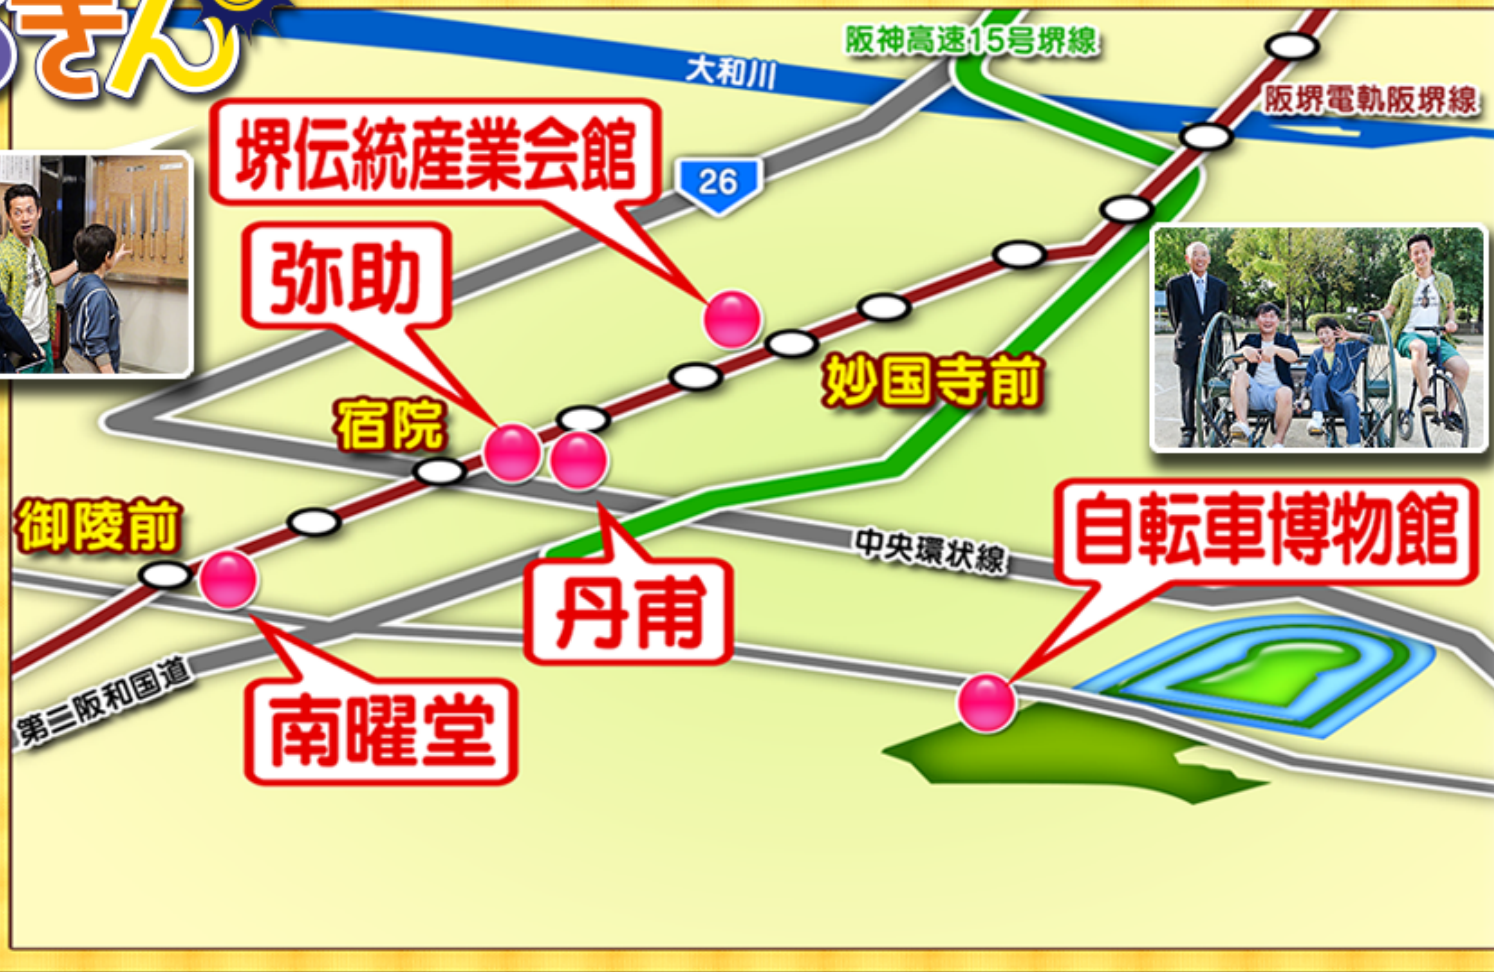 きん
阪神高速15号堺線
大和川
阪堺電軌阪堺線
堺伝統産業会館
26
弥助
妙国寺前
宿院
御陵前
自転車博物館
中央環状線
丹甫
第二阪和国道
南曜堂